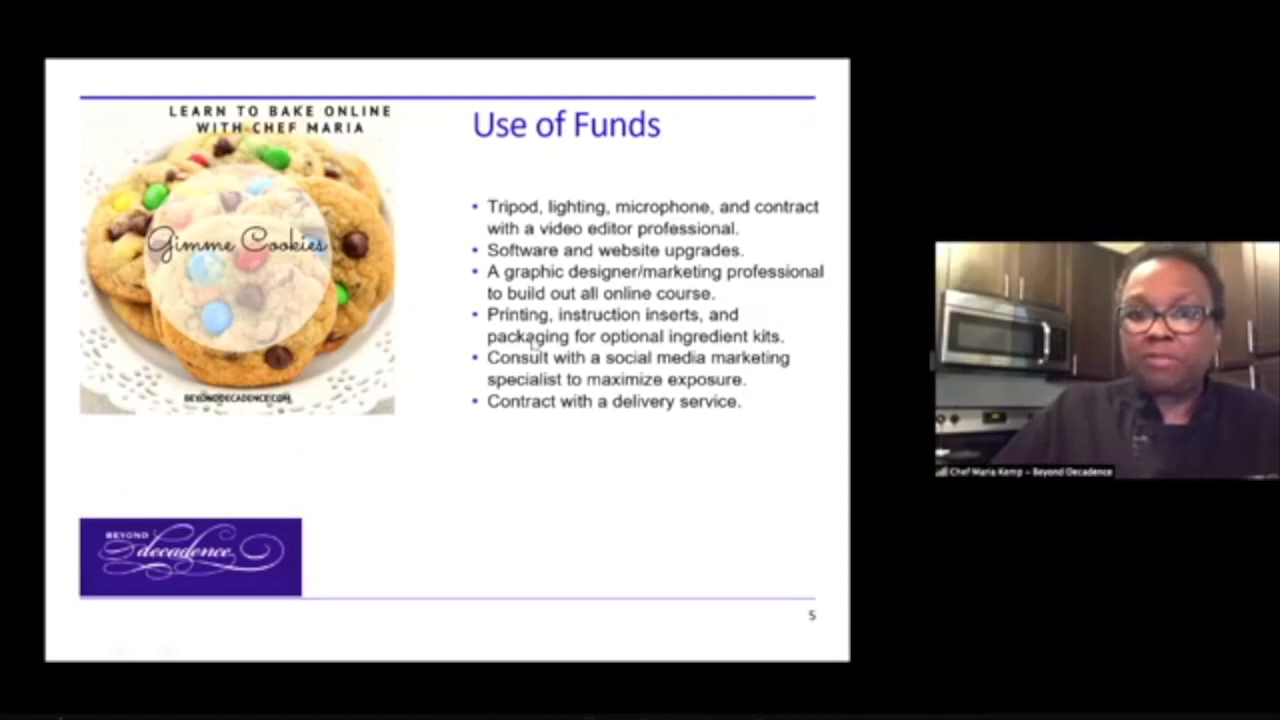 LEARN TO BAKE ONLINE
WITH CHEF MARIA
Gimme Cookies
BEYONDDECADENCE.COM
Use of Funds
• Tripod, lighting, microphone, and contract
with a video editor professional.
• Software and website upgrades.
• A graphic designer/marketing professional
to build out all online course.
• Printing, instruction inserts, and
packaging for optional ingredient kits.
• Consult with a social media marketing
specialist to maximize exposure.
• Contract with a delivery service.
BEYOND
decadence
5
Chef Maria Kemp – Beyond Decadence